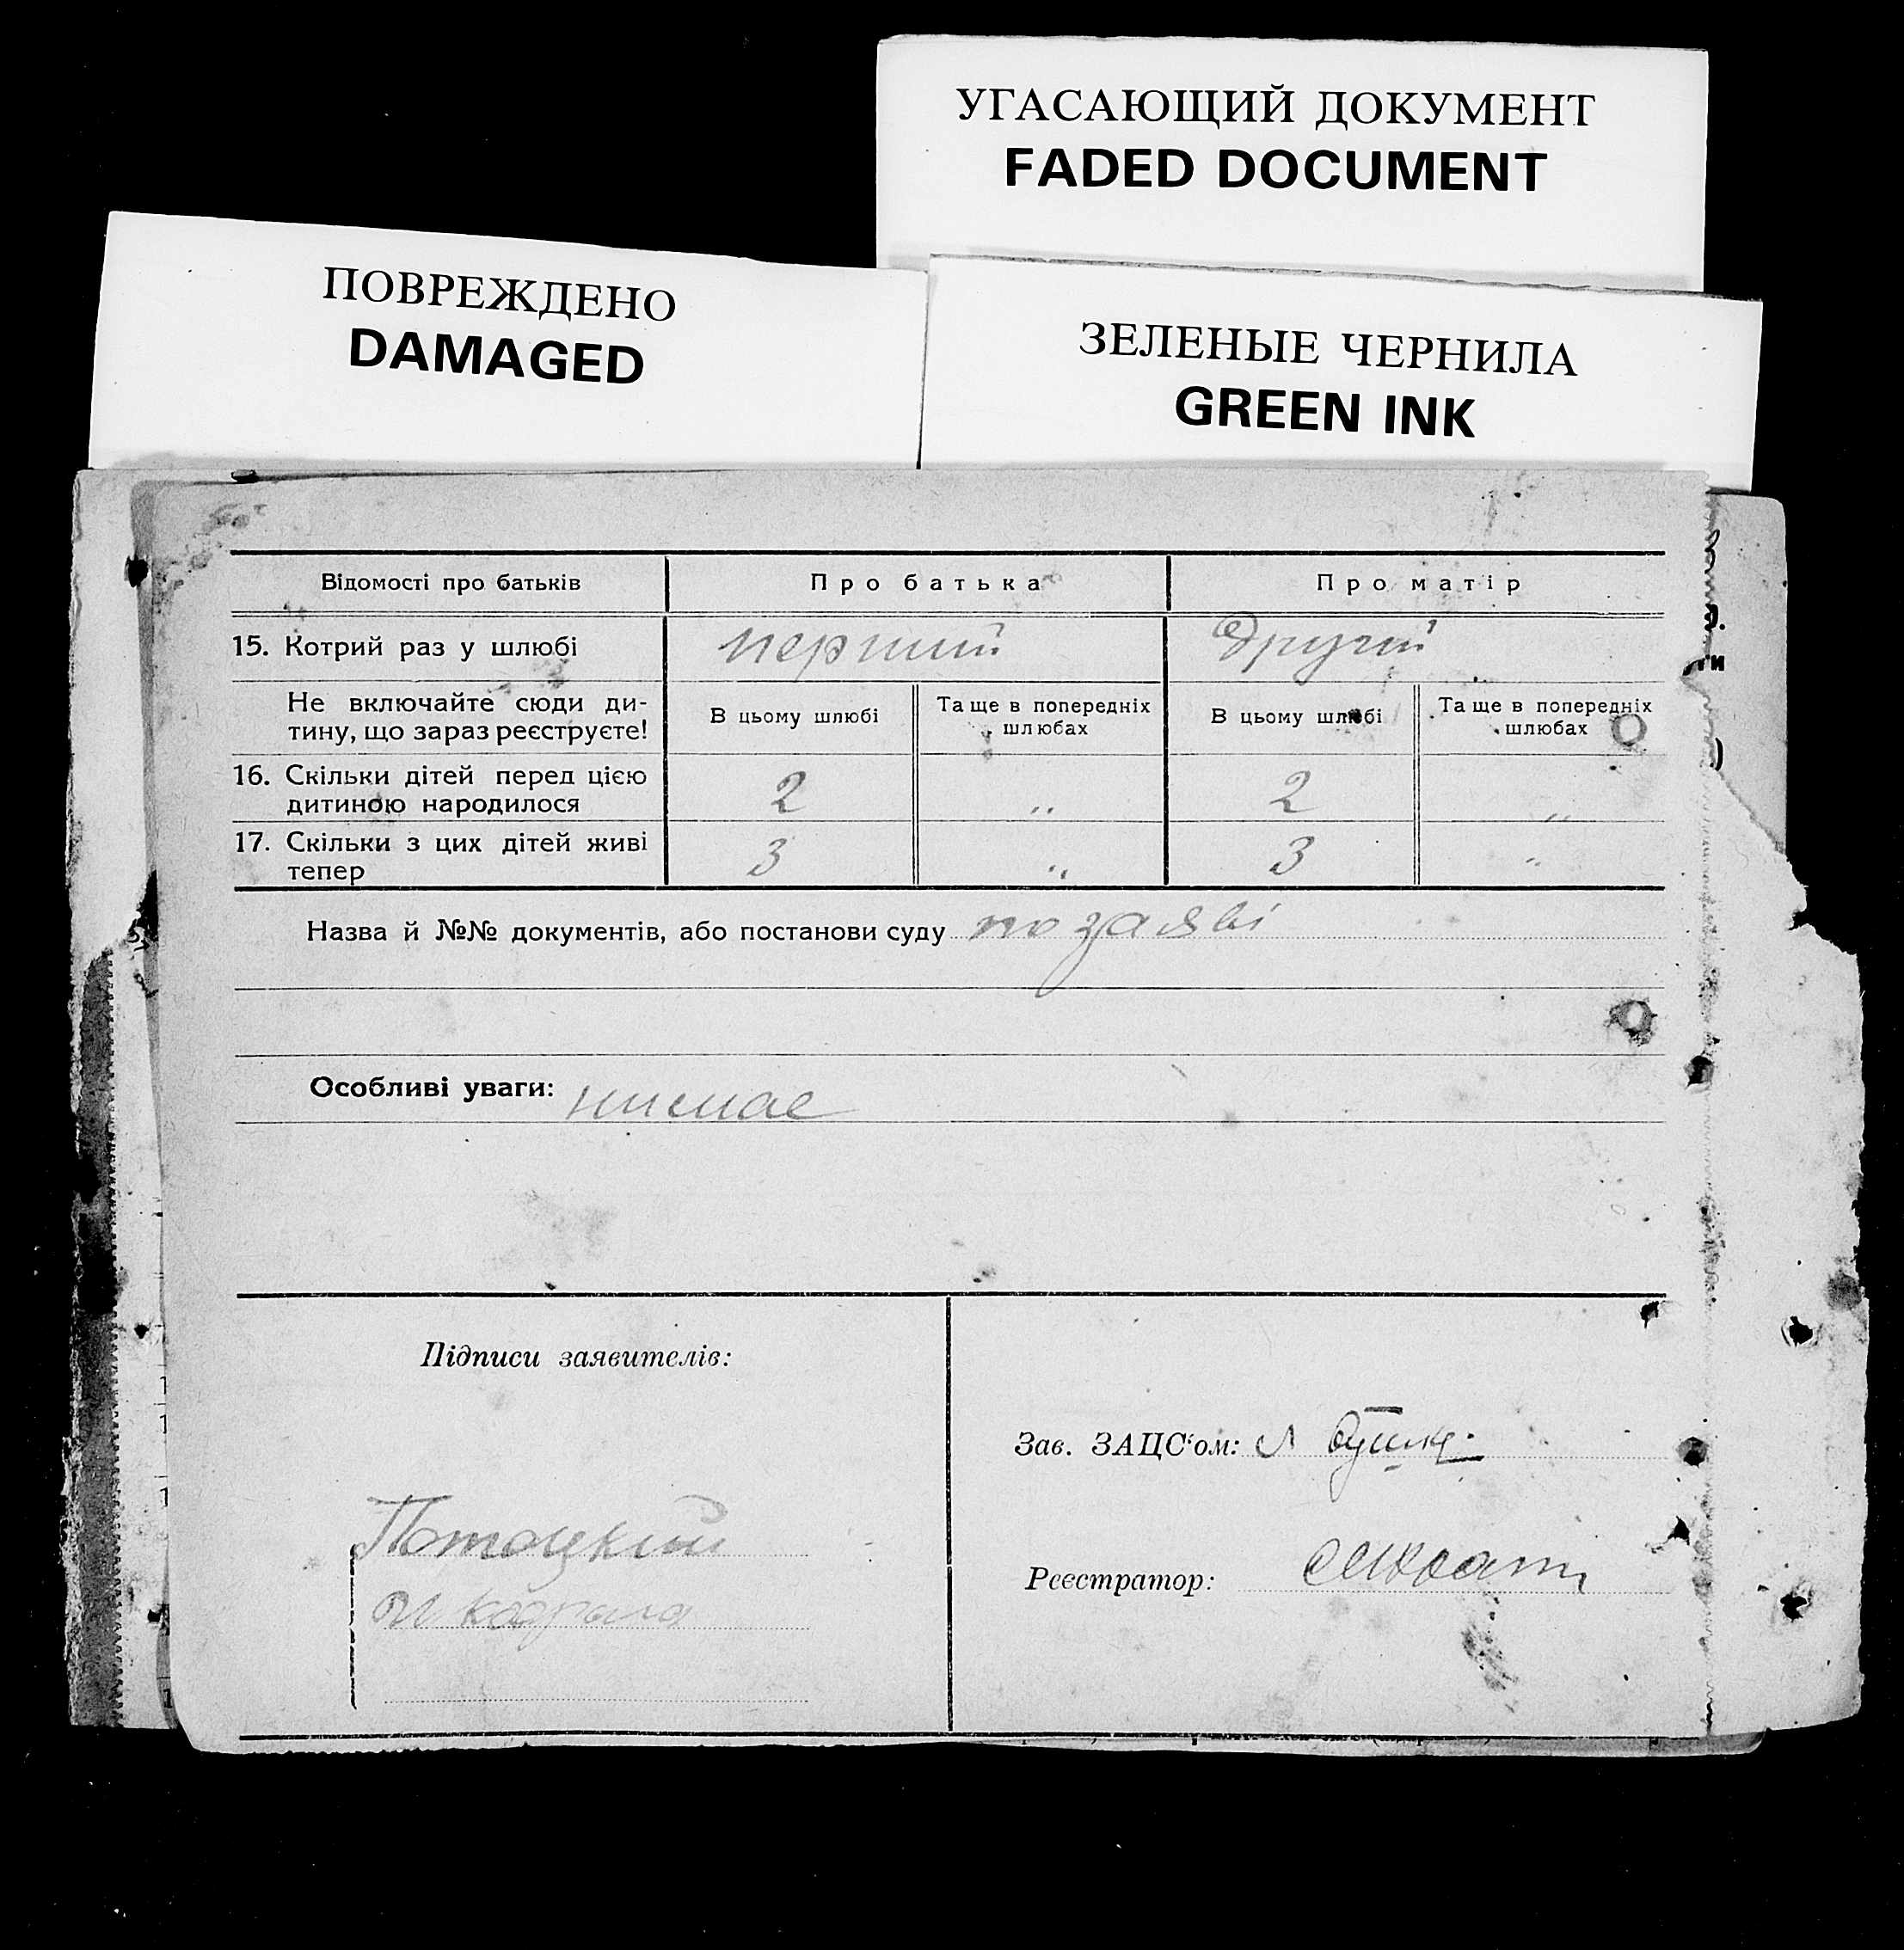 УГАСАЮЩИЙ ДОКУМЕНТ
FADED DOCUMENT
ПОВРЕЖДЕНО
DAMAGED
ЗЕЛЕНЫЕ ЧЕРНИЛА
GREEN INK
Відомості про батьків Про батька Про матір
15. Котрий раз у шлюбі перший другий
Не включайте сюди ди-
тину, що зараз реєструєте!
В цьому шлюбі
Та ще в попередніх
шлюбах
В цьому шлюбі
Та ще в попередніх
шлюбах
16. Скільки дітей перед цією
дитиною народилося 2 „ 2 „
17. Скільки з цих дітей живі
тепер 3 „ 3 „
Назва й №№ документів, або постанови суду по заяві
Особливі уваги: нимае
Підписи заявителів:
Зав. ЗАЦС'ом:
Потоцкий
Реєстратор: